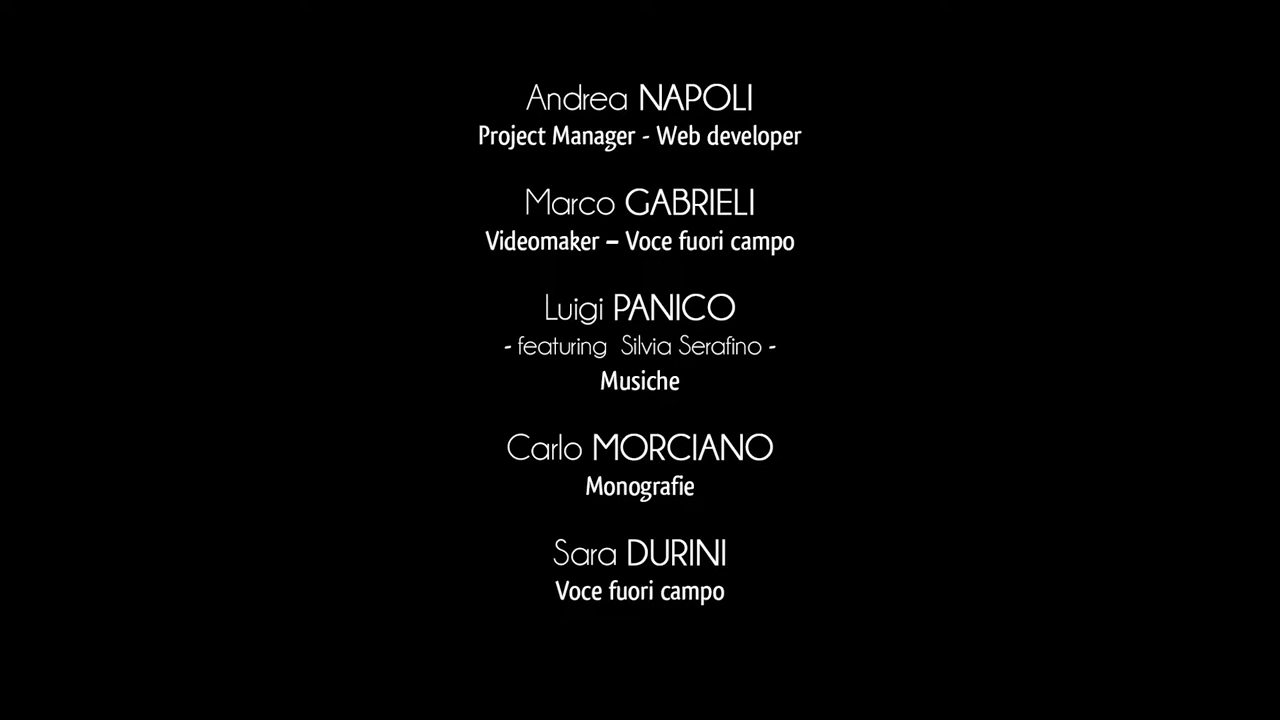 Andrea NAPOLI
Project Manager - Web developer
Marco GABRIELI
Videomaker – Voce fuori campo
Luigi PANICO
- featuring Silvia Serafino -
Musiche
Carlo MORCIANO
Monografie
Sara DURINI
Voce fuori campo